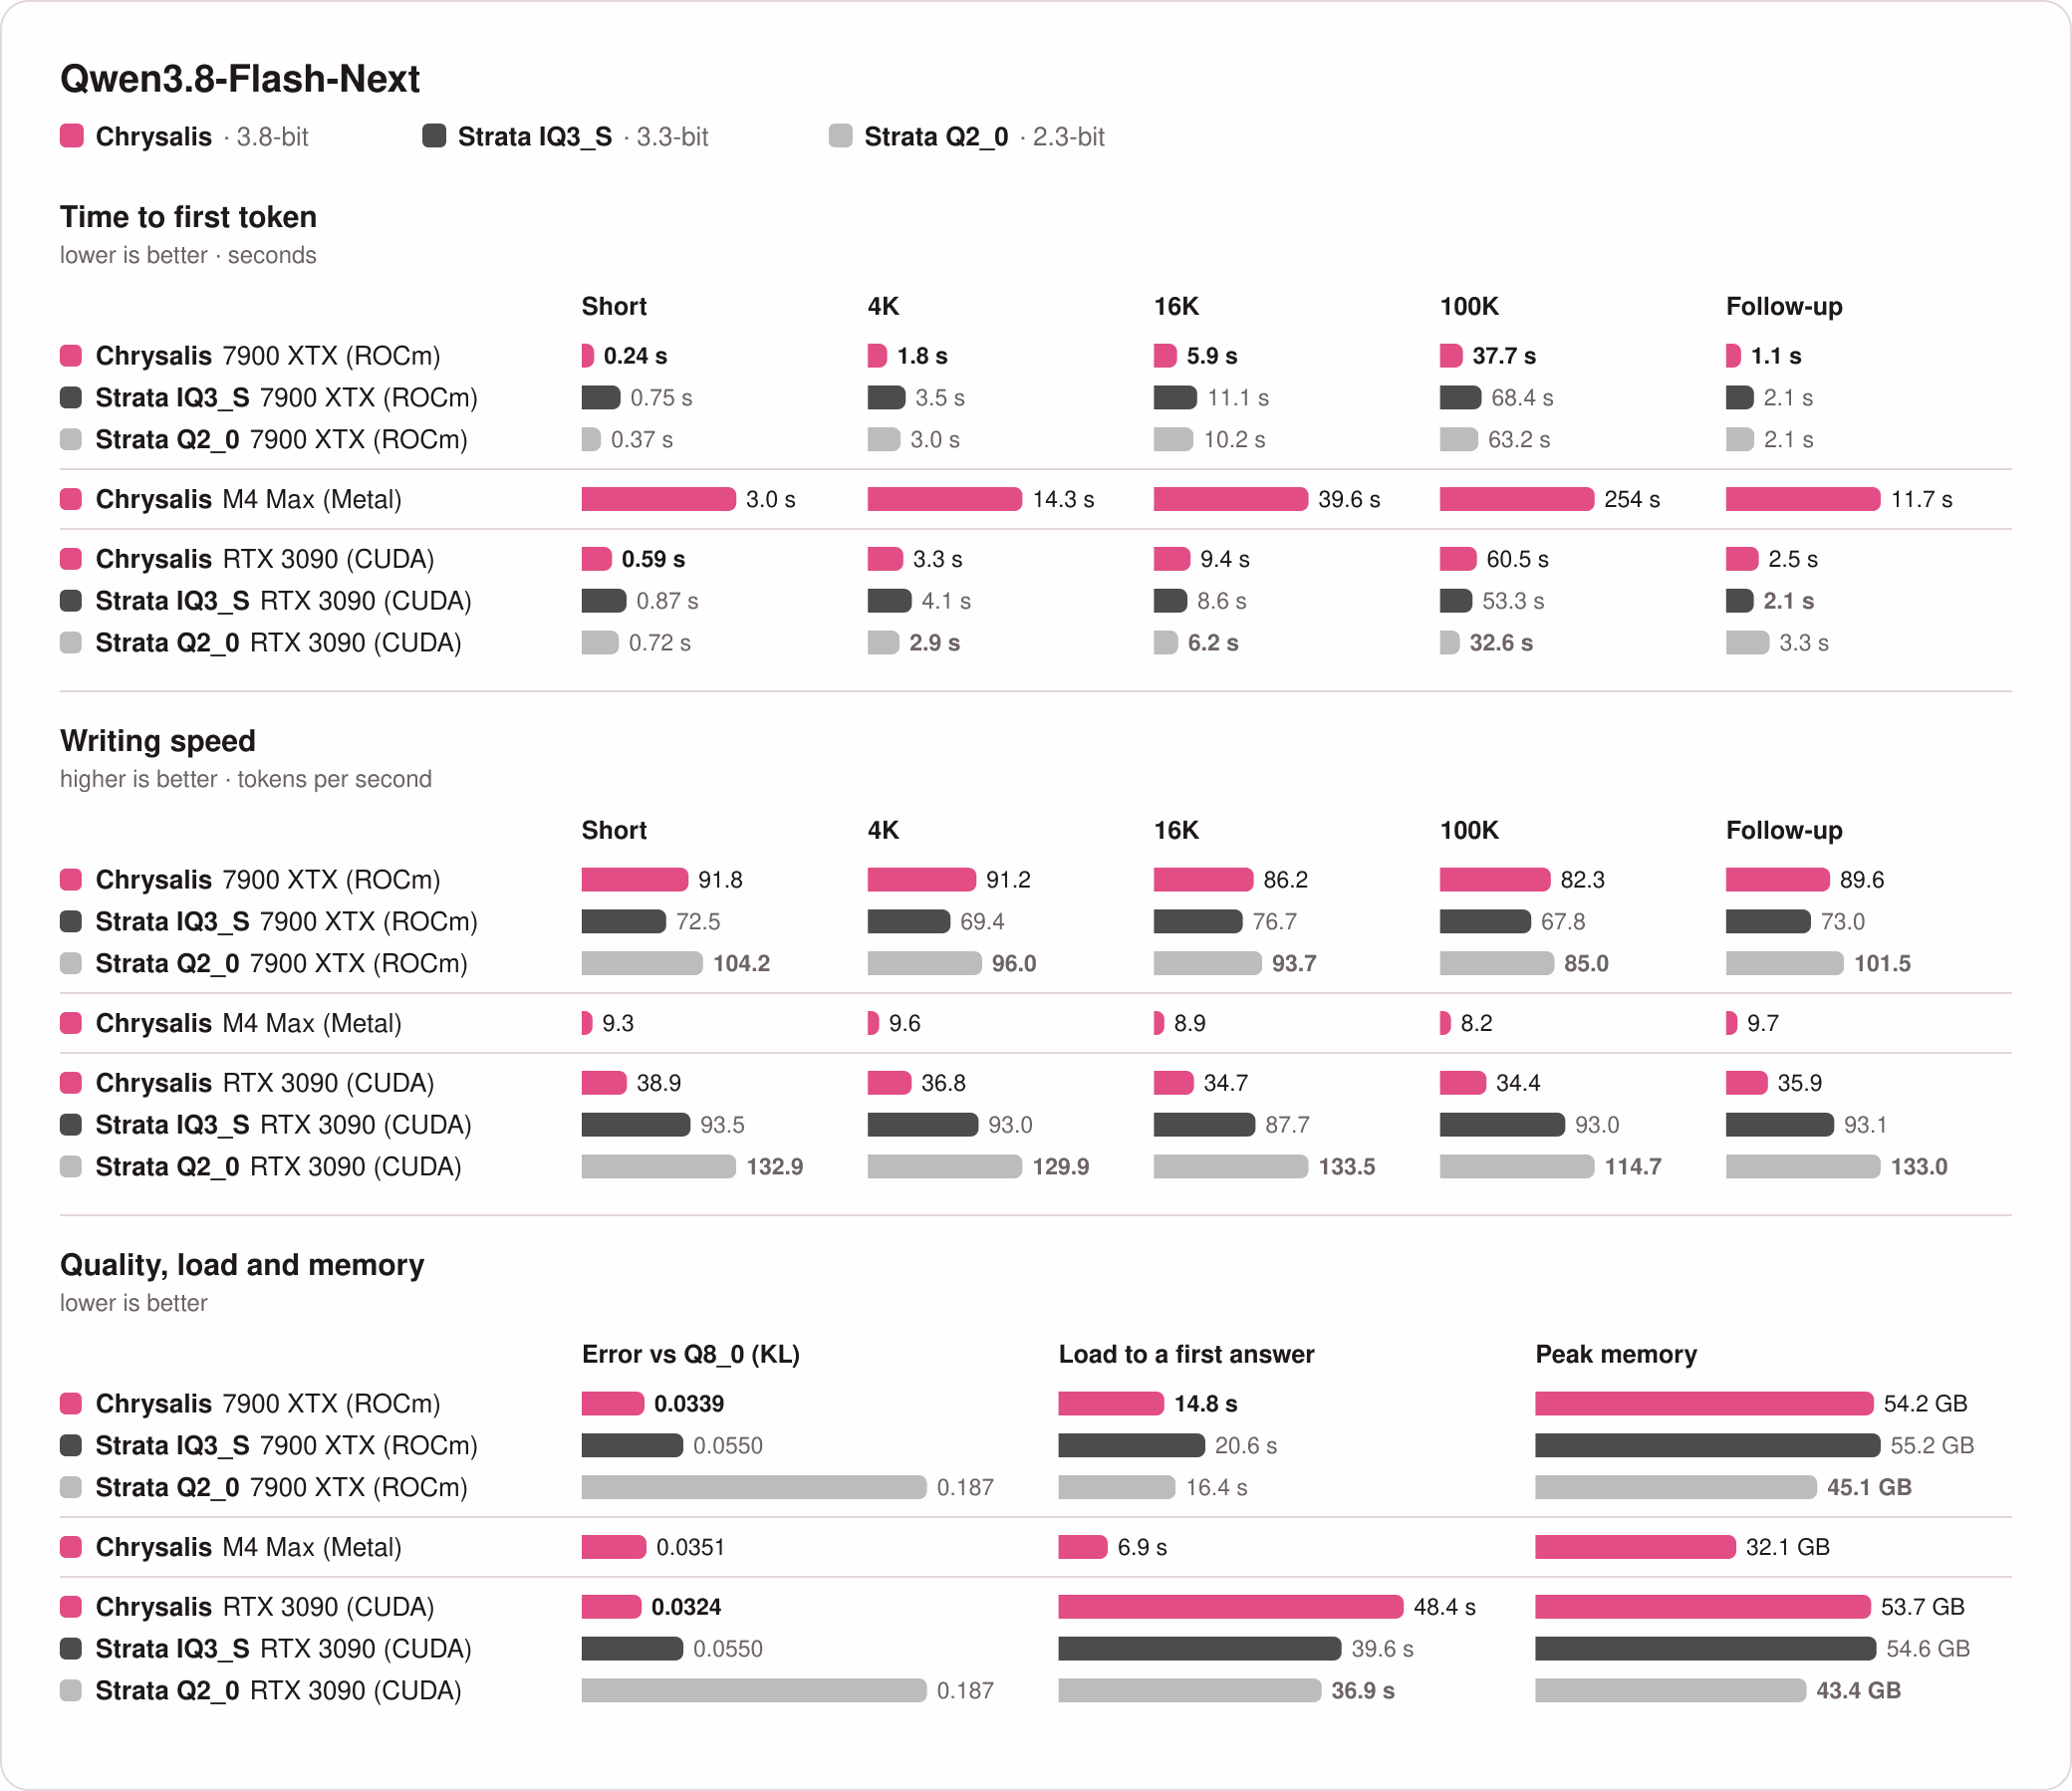 Qwen3.8-Flash-Next
Chrysalis · 3.8-bit Strata IQ3_S · 3.3-bit Strata Q2_0 · 2.3-bit
Time to first token
lower is better · seconds
Short 4K 16K 100K Follow-up
Chrysalis 7900 XTX (ROCm) 0.24 s 1.8 s 5.9 s 37.7 s 1.1 s
Strata IQ3_S 7900 XTX (ROCm) 0.75 s 3.5 s 11.1 s 68.4 s 2.1 s
Strata Q2_0 7900 XTX (ROCm) 0.37 s 3.0 s 10.2 s 63.2 s 2.1 s
Chrysalis M4 Max (Metal) 3.0 s 14.3 s 39.6 s 254 s 11.7 s
Chrysalis RTX 3090 (CUDA) 0.59 s 3.3 s 9.4 s 60.5 s 2.5 s
Strata IQ3_S RTX 3090 (CUDA) 0.87 s 4.1 s 8.6 s 53.3 s 2.1 s
Strata Q2_0 RTX 3090 (CUDA) 0.72 s 2.9 s 6.2 s 32.6 s 3.3 s
Writing speed
higher is better · tokens per second
Short 4K 16K 100K Follow-up
Chrysalis 7900 XTX (ROCm) 91.8 91.2 86.2 82.3 89.6
Strata IQ3_S 7900 XTX (ROCm) 72.5 69.4 76.7 67.8 73.0
Strata Q2_0 7900 XTX (ROCm) 104.2 96.0 93.7 85.0 101.5
Chrysalis M4 Max (Metal) 9.3 9.6 8.9 8.2 9.7
Chrysalis RTX 3090 (CUDA) 38.9 36.8 34.7 34.4 35.9
Strata IQ3_S RTX 3090 (CUDA) 93.5 93.0 87.7 93.0 93.1
Strata Q2_0 RTX 3090 (CUDA) 132.9 129.9 133.5 114.7 133.0
Quality, load and memory
lower is better
Error vs Q8_0 (KL) Load to a first answer Peak memory
Chrysalis 7900 XTX (ROCm) 0.0339 14.8 s 54.2 GB
Strata IQ3_S 7900 XTX (ROCm) 0.0550 20.6 s 55.2 GB
Strata Q2_0 7900 XTX (ROCm) 0.187 16.4 s 45.1 GB
Chrysalis M4 Max (Metal) 0.0351 6.9 s 32.1 GB
Chrysalis RTX 3090 (CUDA) 0.0324 48.4 s 53.7 GB
Strata IQ3_S RTX 3090 (CUDA) 0.0550 39.6 s 54.6 GB
Strata Q2_0 RTX 3090 (CUDA) 0.187 36.9 s 43.4 GB